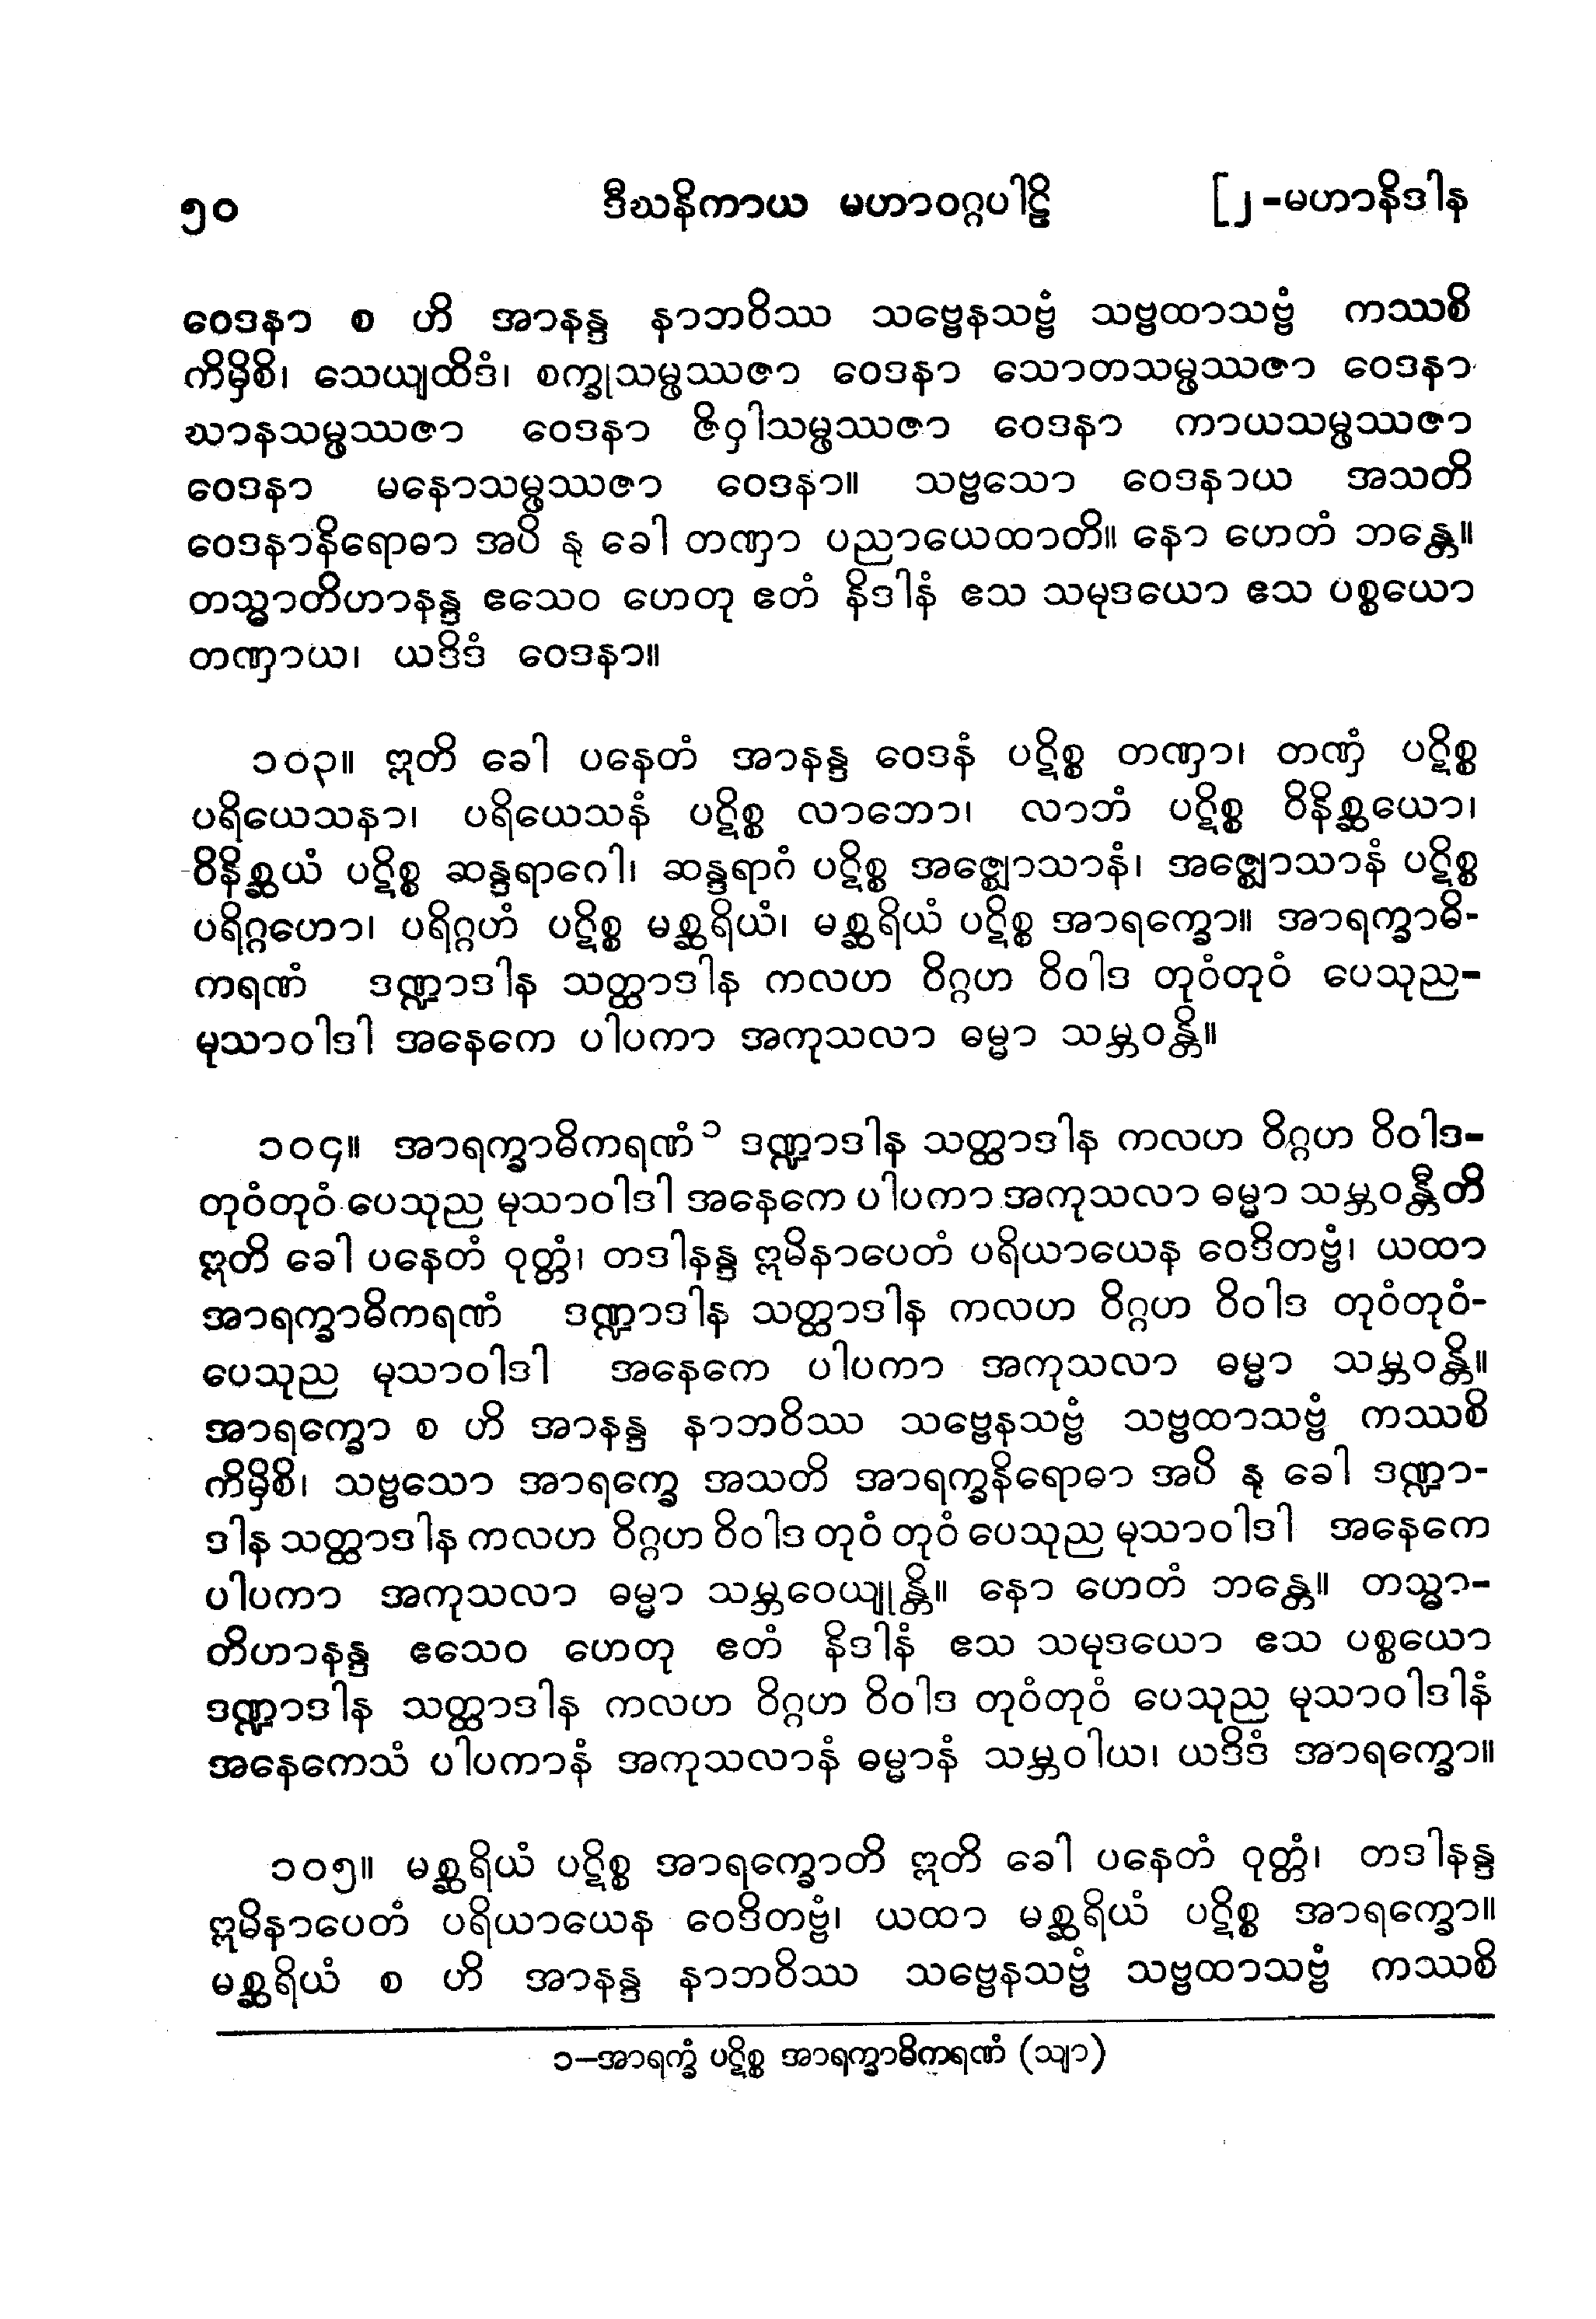 ၅၀ ဒီဃနိကာယ မဟာဝဂ္ဂပါဠိ [၂-မဟာနိဒါန
ဝေဒနာ စ ဟိ အာနန္ဒ နာဘဝိဿ သဗ္ဗေနသဗ္ဗံ သဗ္ဗထာသဗ္ဗံ ကဿစိ
ကိမှိစိ၊ သေယျထိဒံ၊ စက္ခုသမ္ဖဿဇာ ဝေဒနာ သောတသမ္ဖဿဇာ ဝေဒနာ
ဃာနသမ္ဖဿဇာ ဝေဒနာ ဇိဝှါသမ္ဖဿဇာ ဝေဒနာ ကာယသမ္ဖဿဇာ
ဝေဒနာ မနောသမ္ဖဿဇာ ဝေဒနာ။ သဗ္ဗသော ဝေဒနာယ အသတိ
ဝေဒနာနိရောဓာ အပိ နု ခေါ တဏှာ ပညာယေထာတိ။ နော ဟေတံ ဘန္တေ။
တသ္မာတိဟာနန္ဒ ဧသေဝ ဟေတု ဧတံ နိဒါနံ ဧသ သမုဒယော ဧသ ပစ္စယော
တဏှာယ၊ ယဒိဒံ ဝေဒနာ။
၁၀၃။ ဣတိ ခေါ ပနေတံ အာနန္ဒ ဝေဒနံ ပဋိစ္စ တဏှာ၊ တဏှံ ပဋိစ္စ
ပရိယေသနာ၊ ပရိယေသနံ ပဋိစ္စ လာဘော၊ လာဘံ ပဋိစ္စ ဝိနိစ္ဆယော၊
ဝိနိစ္ဆယံ ပဋိစ္စ ဆန္ဒရာဂေါ၊ ဆန္ဒရာဂံ ပဋိစ္စ အဇ္ဈောသာနံ၊ အဇ္ဈောသာနံ ပဋိစ္စ
ပရိဂ္ဂဟော၊ ပရိဂ္ဂဟံ ပဋိစ္စ မစ္ဆရိယံ၊ မစ္ဆရိယံ ပဋိစ္စ အာရက္ခော။ အာရက္ခာဓိ-
ကရဏံ ဒဏ္ဍာဒါန သတ္ထာဒါန ကလဟ ဝိဂ္ဂဟ ဝိဝါဒ တုဝံတုဝံ ပေသုည-
မုသာဝါဒါ အနေကေ ပါပကာ အကုသလာ ဓမ္မာ သမ္ဘဝန္တိ။
၁၀၄။ အာရက္ခာဓိကရဏံ ၁ ဒဏ္ဍာဒါန သတ္ထာဒါန ကလဟ ဝိဂ္ဂဟ ဝိဝါဒ-
တုဝံတုဝံ ပေသုည မုသာဝါဒါ အနေကေ ပါပကာ အကုသလာ ဓမ္မာ သမ္ဘဝန္တီတိ
ဣတိ ခေါ ပနေတံ ဝုတ္တံ၊ တဒါနန္ဒ ဣမိနာပေတံ ပရိယာယေန ဝေဒိတဗ္ဗံ၊ ယထာ
အာရက္ခာဓိကရဏံ ဒဏ္ဍာဒါန သတ္ထာဒါန ကလဟ ဝိဂ္ဂဟ ဝိဝါဒ တုဝံတုဝံ-
ပေသုည မုသာဝါဒါ အနေကေ ပါပကာ အကုသလာ ဓမ္မာ သမ္ဘဝန္တိ။
အာရက္ခော စ ဟိ အာနန္ဒ နာဘဝိဿ သဗ္ဗေနသဗ္ဗံ သဗ္ဗထာသဗ္ဗံ ကဿစိ
ကိမှိစိ၊ သဗ္ဗသော အာရက္ခေ အသတိ အာရက္ခနိရောဓာ အပိ နု ခေါ ဒဏ္ဍာ-
ဒါန သတ္ထာဒါန ကလဟ ဝိဂ္ဂဟ ဝိဝါဒ တုဝံ တုဝံ ပေသုည မုသာဝါဒါ အနေကေ
ပါပကာ အကုသလာ ဓမ္မာ သမ္ဘဝေယျုန္တိ။ နော ဟေတံ ဘန္တေ။ တသ္မာ-
တိဟာနန္ဒ ဧသေဝ ဟေတု ဧတံ နိဒါနံ ဧသ သမုဒယော ဧသ ပစ္စယော
ဒဏ္ဍာဒါန သတ္ထာဒါန ကလဟ ဝိဂ္ဂဟ ဝိဝါဒ တုဝံတုဝံ ပေသုည မုသာဝါဒါနံ
အနေကေသံ ပါပကာနံ အကုသလာနံ ဓမ္မာနံ သမ္ဘဝါယ၊ ယဒိဒံ အာရက္ခော။
၁၀၅။ မစ္ဆရိယံ ပဋိစ္စ အာရက္ခောတိ ဣတိ ခေါ ပနေတံ ဝုတ္တံ၊ တဒါနန္ဒ
ဣမိနာပေတံ ပရိယာယေန ဝေဒိတဗ္ဗံ၊ ယထာ မစ္ဆရိယံ ပဋိစ္စ အာရက္ခော။
မစ္ဆရိယံ စ ဟိ အာနန္ဒ နာဘဝိဿ သဗ္ဗေနသဗ္ဗံ သဗ္ဗထာသဗ္ဗံ ကဿစိ
၁–အာရက္ခံ ပဋိစ္စ အာရက္ခာဓိကရဏံ (သျာ)